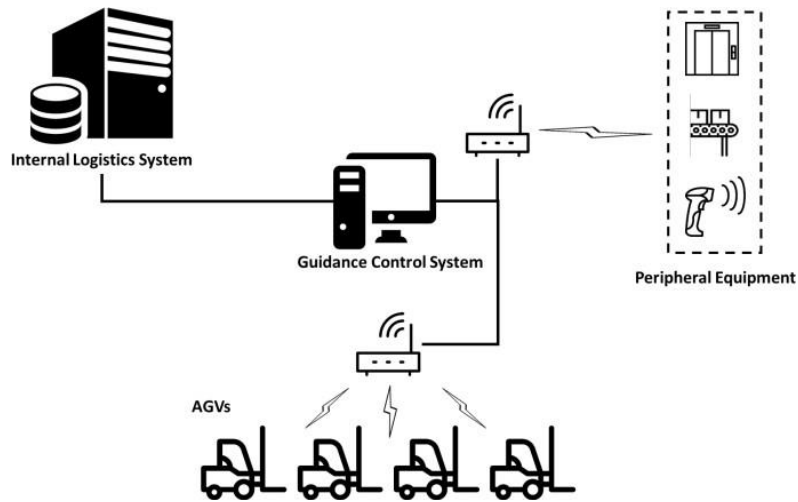 Internal Logistics System
Guidance Control System
Peripheral Equipment
AGVs